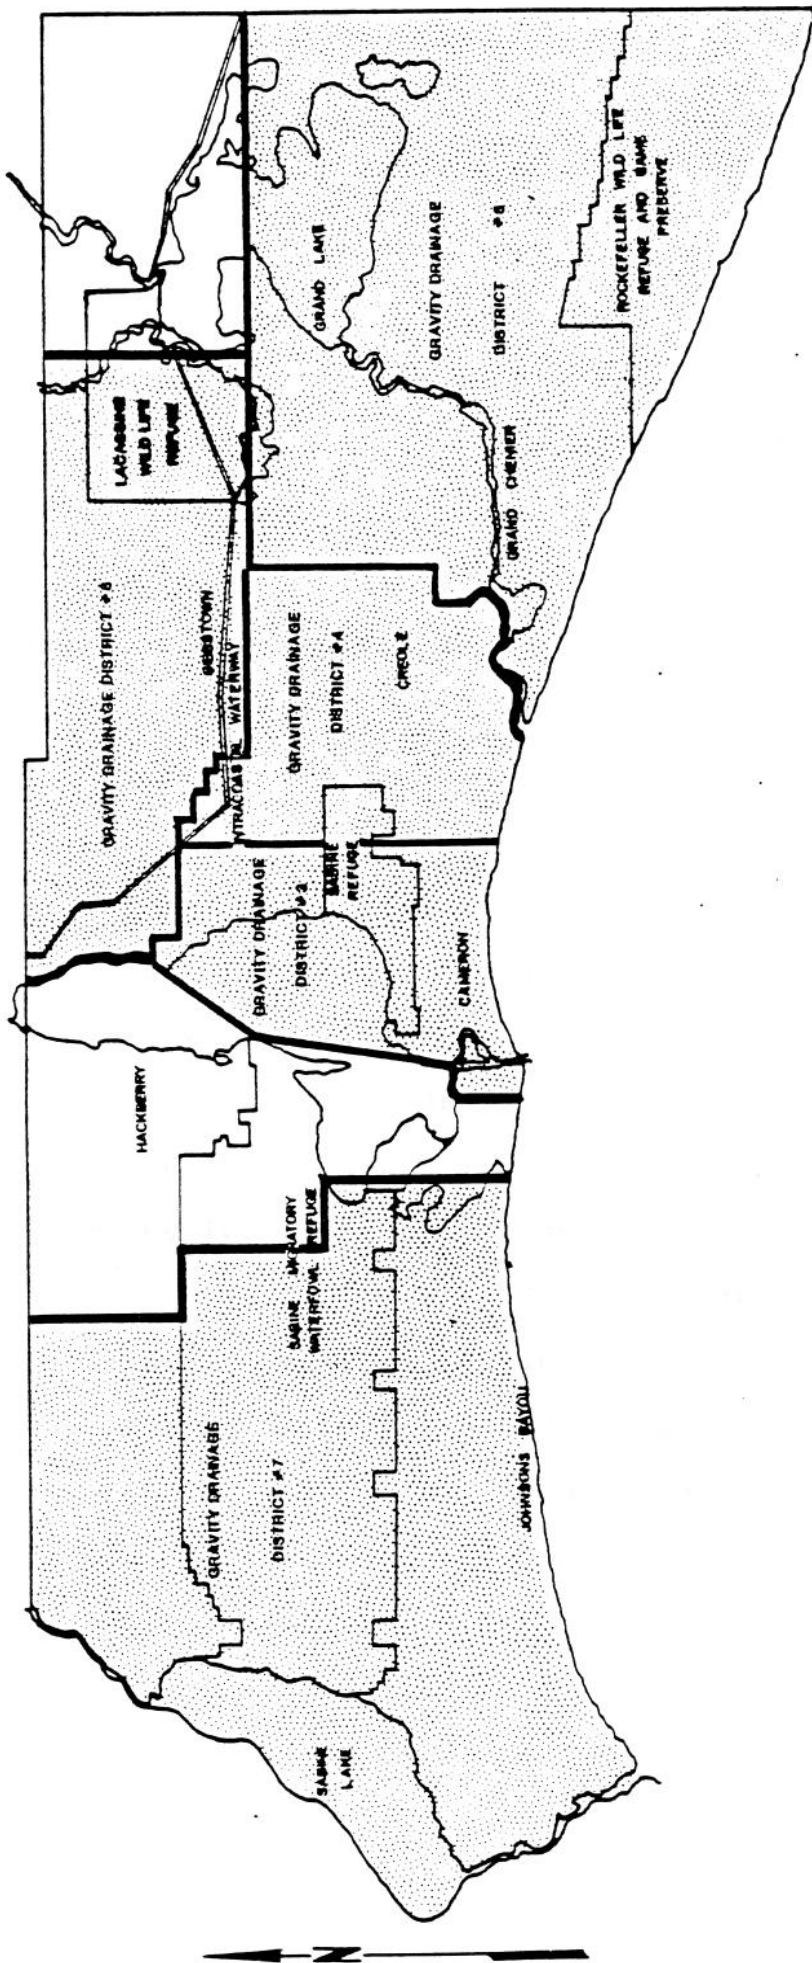 HACKBERRY
GRAVITY DRAINAGE DISTRICT #8
LACASSINE
WILD LIFE
REFUGE
GIBBSTOWN
INTRACOASTAL WATERWAY
GRAVITY DRAINAGE
DISTRICT #7
SABINE MIGRATORY
WATERFOWL REFUGE
SABINE
LAKE
JOHNSONS BAYOU
GRAVITY DRAINAGE
DISTRICT #3
SABINE
REFUGE
CAMERON
GRAVITY DRAINAGE
DISTRICT #4
CREOLE
GRAND LAKE
GRAVITY DRAINAGE
DISTRICT
GRAND CHENIER
ROCKEFELLER WILD LIFE
REFUGE AND GAME
PRESERVE
N